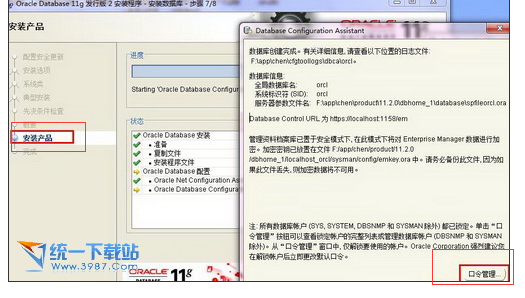 Oracle Database 11g 发行版 2 安装程序 - 安装数据库 - 步骤 7/8
安装产品
配置安全更新
安装选项
系统类
典型安装
先决条件检查
概要
安装产品
完成
进度
Starting 'Oracle Database
状态
Oracle Database 安装
• 准备
• 复制文件
• 安装程序文件
Oracle Database 配置
• Oracle Net Configuration As
• Oracle Database Configurat
ORACLE
DATABASE 11g
统一下载站
www.3987.com
Database Configuration Assistant
数据库创建完成。有关详细信息, 请查看以下位置的日志文件:
F:\app\chen\cfgtoollogs\dbca\orcl。
数据库信息:
全局数据库名: orcl
系统标识符 (SID): orcl
服务器参数文件名: F:\app\chen\product\11.2.0\dbhome_1\database\spfileorcl.ora
Database Control URL 为 https://localhost:1158/em
管理资料档案库已置于安全模式下, 在此模式下将对 Enterprise Manager 数据进行加
密。加密密钥已放置在文件 F:/app/chen/product/11.2.0
/dbhome_1/localhost_orcl/sysman/config/emkey.ora 中。请务必备份此文件, 因为如
果此文件丢失, 则加密数据将不可用。
注: 所有数据库帐户 (SYS, SYSTEM, DBSNMP 和 SYSMAN
除外) 都已锁定。单击“口
令管理”按钮可以查看锁定帐户的完整列表或管理数据库帐户 (DBSNMP 和 SYSMAN
除外)。从“口令管理”窗口中, 仅解锁要使用的帐户。Oracle Corporation 强烈建议您
在解锁帐户后立即更改默认口令。
口令管理...